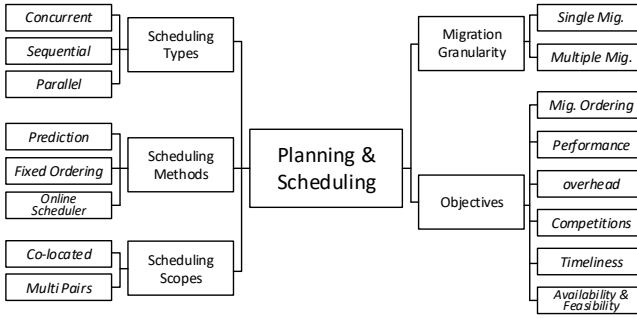 Concurrent
Sequential
Parallel
Scheduling
Types
Prediction
Fixed Ordering
Online
Scheduler
Scheduling
Methods
Co-located
Multi Pairs
Scheduling
Scopes
Planning &
Scheduling
Migration
Granularity
Single Mig.
Multiple Mig.
Objectives
Mig. Ordering
Performance
overhead
Competitions
Timeliness
Availability &
Feasibility